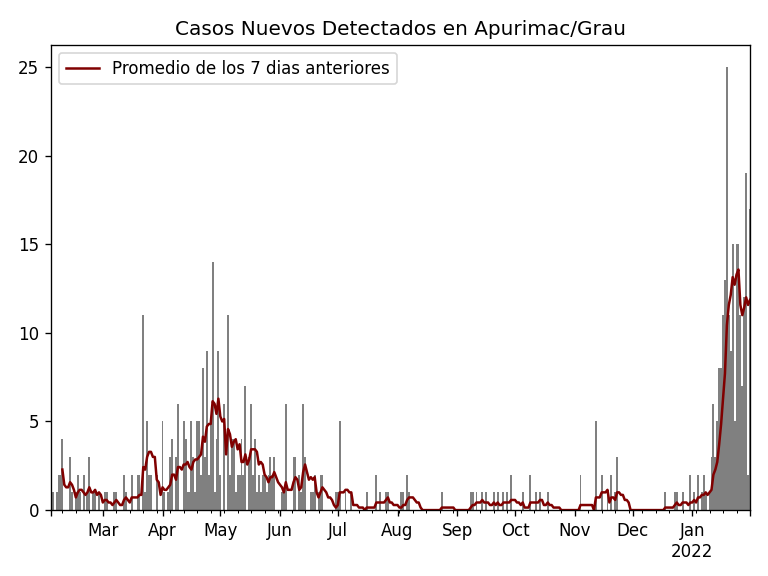 Casos Nuevos Detectados en Apurimac/Grau
Promedio de los 7 dias anteriores
25
20
15
10
5
0
Mar Apr May Jun Jul Aug Sep Oct Nov Dec Jan
2022